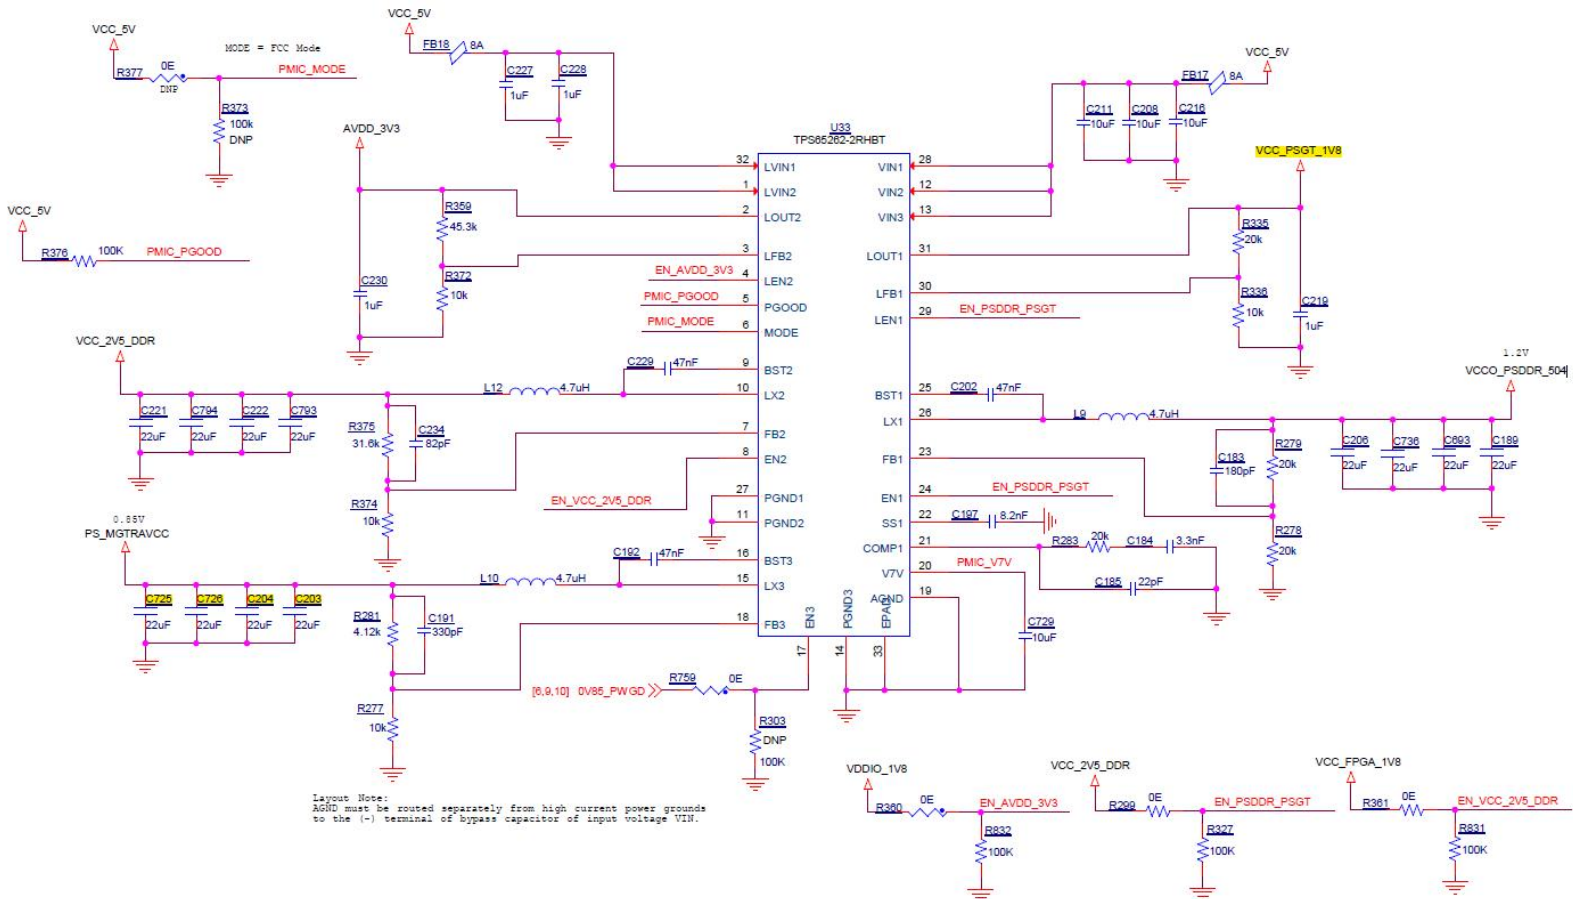 VCC_5V
MODE = FCC Mode
R377
0E
DNP
PMIC_MODE
R373
100k
DNP
VCC_5V
R376
100K
PMIC_PGOOD
VCC_5V
FB18
8A
C227
1uF
C228
1uF
AVDD_3V3
R359
45.3k
R372
10k
C230
1uF
EN_AVDD_3V3
PMIC_PGOOD
PMIC_MODE
VCC_2V5_DDR
C221
22uF
C794
22uF
C222
22uF
C793
22uF
L12
4.7uH
C229
47nF
R375
31.6k
C234
82pF
R374
10k
EN_VCC_2V5_DDR
0.85V
PS_MGTRAVCC
C725
22uF
C726
22uF
C204
22uF
C203
22uF
L10
4.7uH
C192
47nF
R281
4.12k
C191
330pF
R277
10k
[6,9,10] 0V85_PWGD
R759
0E
R303
DNP
100K
U33
TPS65262-2RHBT
32
LVIN1
1
LVIN2
2
LOUT2
3
LFB2
4
LEN2
5
PGOOD
6
MODE
9
BST2
10
LX2
7
FB2
8
EN2
27
PGND1
11
PGND2
16
BST3
15
LX3
18
FB3
EN3
17
PGND3
14
EPAD
33
VIN1
28
VIN2
12
VIN3
13
LOUT1
31
LFB1
30
LEN1
29
BST1
25
LX1
26
FB1
23
EN1
24
SS1
22
COMP1
21
V7V
20
AGND
19
VCC_5V
FB17
8A
C211
10uF
C208
10uF
C216
10uF
VCC_PSGT_1V8
R335
20k
R336
10k
C219
1uF
EN_PSDDR_PSGT
1.2V
VCCO_PSDDR_504
C202
47nF
L9
4.7uH
C183
180pF
R279
20k
R278
20k
C206
22uF
C736
22uF
C693
22uF
C189
22uF
EN_PSDDR_PSGT
C197
8.2nF
R283
20k
C184
3.3nF
C185
22pF
PMIC_V7V
C729
10uF
Layout Note:
AGND must be routed separately from high current power grounds
to the (-) terminal of bypass capacitor of input voltage VIN.
VDDIO_1V8
R360
0E
EN_AVDD_3V3
R832
100K
VCC_2V5_DDR
R299
0E
EN_PSDDR_PSGT
R327
100K
VCC_FPGA_1V8
R361
0E
EN_VCC_2V5_DDR
R831
100K